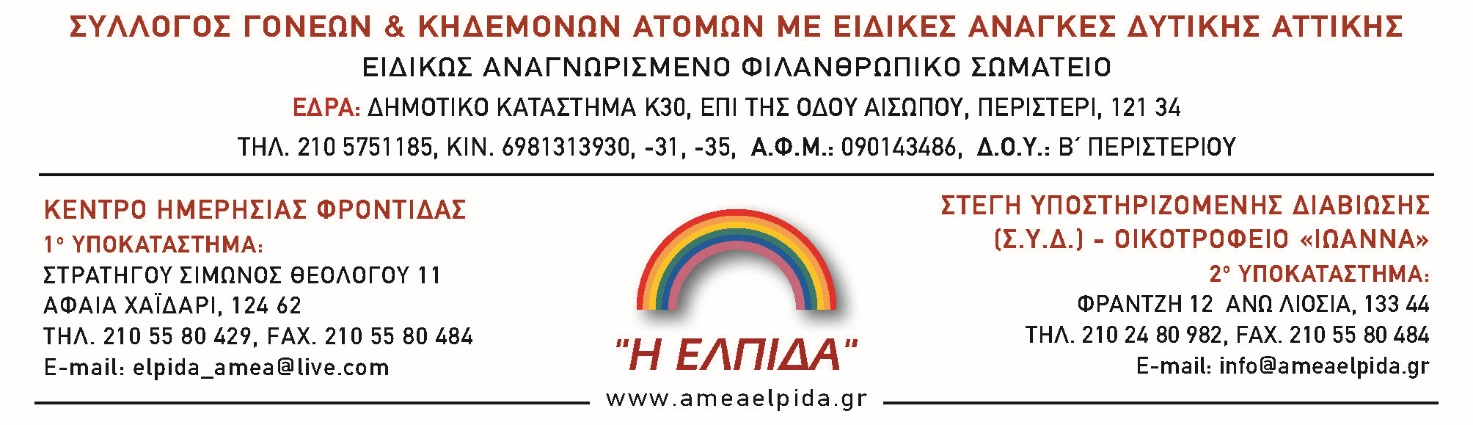 ΣΥΛΛΟΓΟΣ ΓΟΝΕΩΝ & ΚΗΔΕΜΟΝΩΝ ΑΤΟΜΩΝ ΜΕ ΕΙΔΙΚΕΣ ΑΝΑΓΚΕΣ ΔΥΤΙΚΗΣ ΑΤΤΙΚΗΣ
ΕΙΔΙΚΩΣ ΑΝΑΓΝΩΡΙΣΜΕΝΟ ΦΙΛΑΝΘΡΩΠΙΚΟ ΣΩΜΑΤΕΙΟ
ΕΔΡΑ: ΔΗΜΟΤΙΚΟ ΚΑΤΑΣΤΗΜΑ Κ30, ΕΠΙ ΤΗΣ ΟΔΟΥ ΑΙΣΩΠΟΥ, ΠΕΡΙΣΤΕΡΙ, 121 34
ΤΗΛ. 210 5751185, ΚΙΝ. 6981313930, -31, -35, Α.Φ.Μ.: 090143486, Δ.Ο.Υ.: Β΄ ΠΕΡΙΣΤΕΡΙΟΥ
ΚΕΝΤΡΟ ΗΜΕΡΗΣΙΑΣ ΦΡΟΝΤΙΔΑΣ
1ο ΥΠΟΚΑΤΑΣΤΗΜΑ:
ΣΤΡΑΤΗΓΟΥ ΣΙΜΩΝΟΣ ΘΕΟΛΟΓΟΥ 11
ΑΦΑΙΑ ΧΑΪΔΑΡΙ, 124 62
ΤΗΛ. 210 55 80 429, FAX. 210 55 80 484
E-mail: elpida_amea@live.com
"Η ΕΛΠΙΔΑ"
www.ameaelpida.gr
ΣΤΕΓΗ ΥΠΟΣΤΗΡΙΖΟΜΕΝΗΣ ΔΙΑΒΙΩΣΗΣ
(Σ.Υ.Δ.) - ΟΙΚΟΤΡΟΦΕΙΟ «ΙΩΑΝΝΑ»
2ο ΥΠΟΚΑΤΑΣΤΗΜΑ:
ΦΡΑΝΤΖΗ 12 ΑΝΩ ΛΙΟΣΙΑ, 133 44
ΤΗΛ. 210 24 80 982, FAX. 210 55 80 484
E-mail: info@ameaelpida.gr